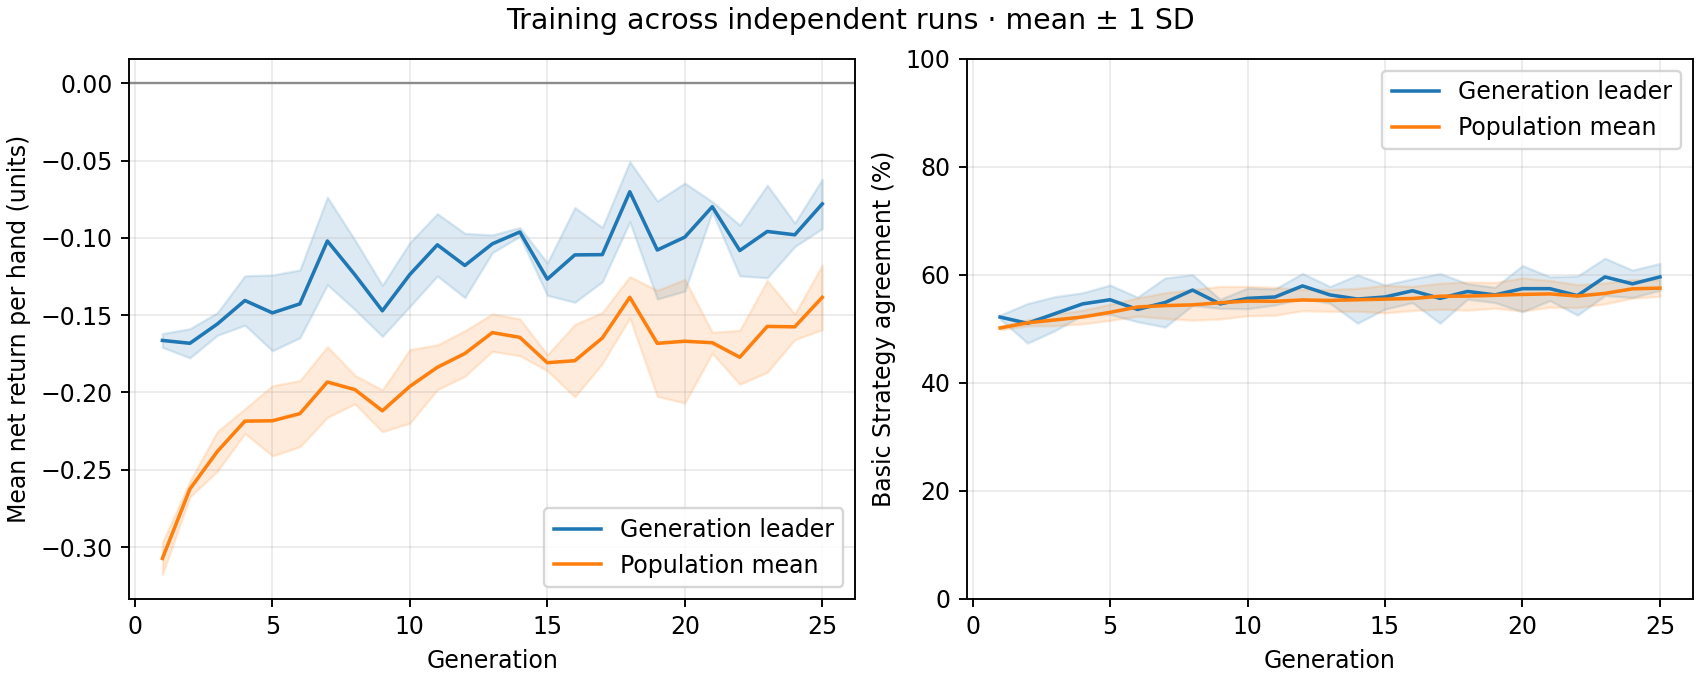 Training across independent runs · mean ± 1 SD
Mean net return per hand (units)
0.00
−0.05
−0.10
−0.15
−0.20
−0.25
−0.30
Generation leader
Population mean
0
5
10
15
20
25
Generation
Basic Strategy agreement (%)
100
80
60
40
20
0
Generation leader
Population mean
0
5
10
15
20
25
Generation